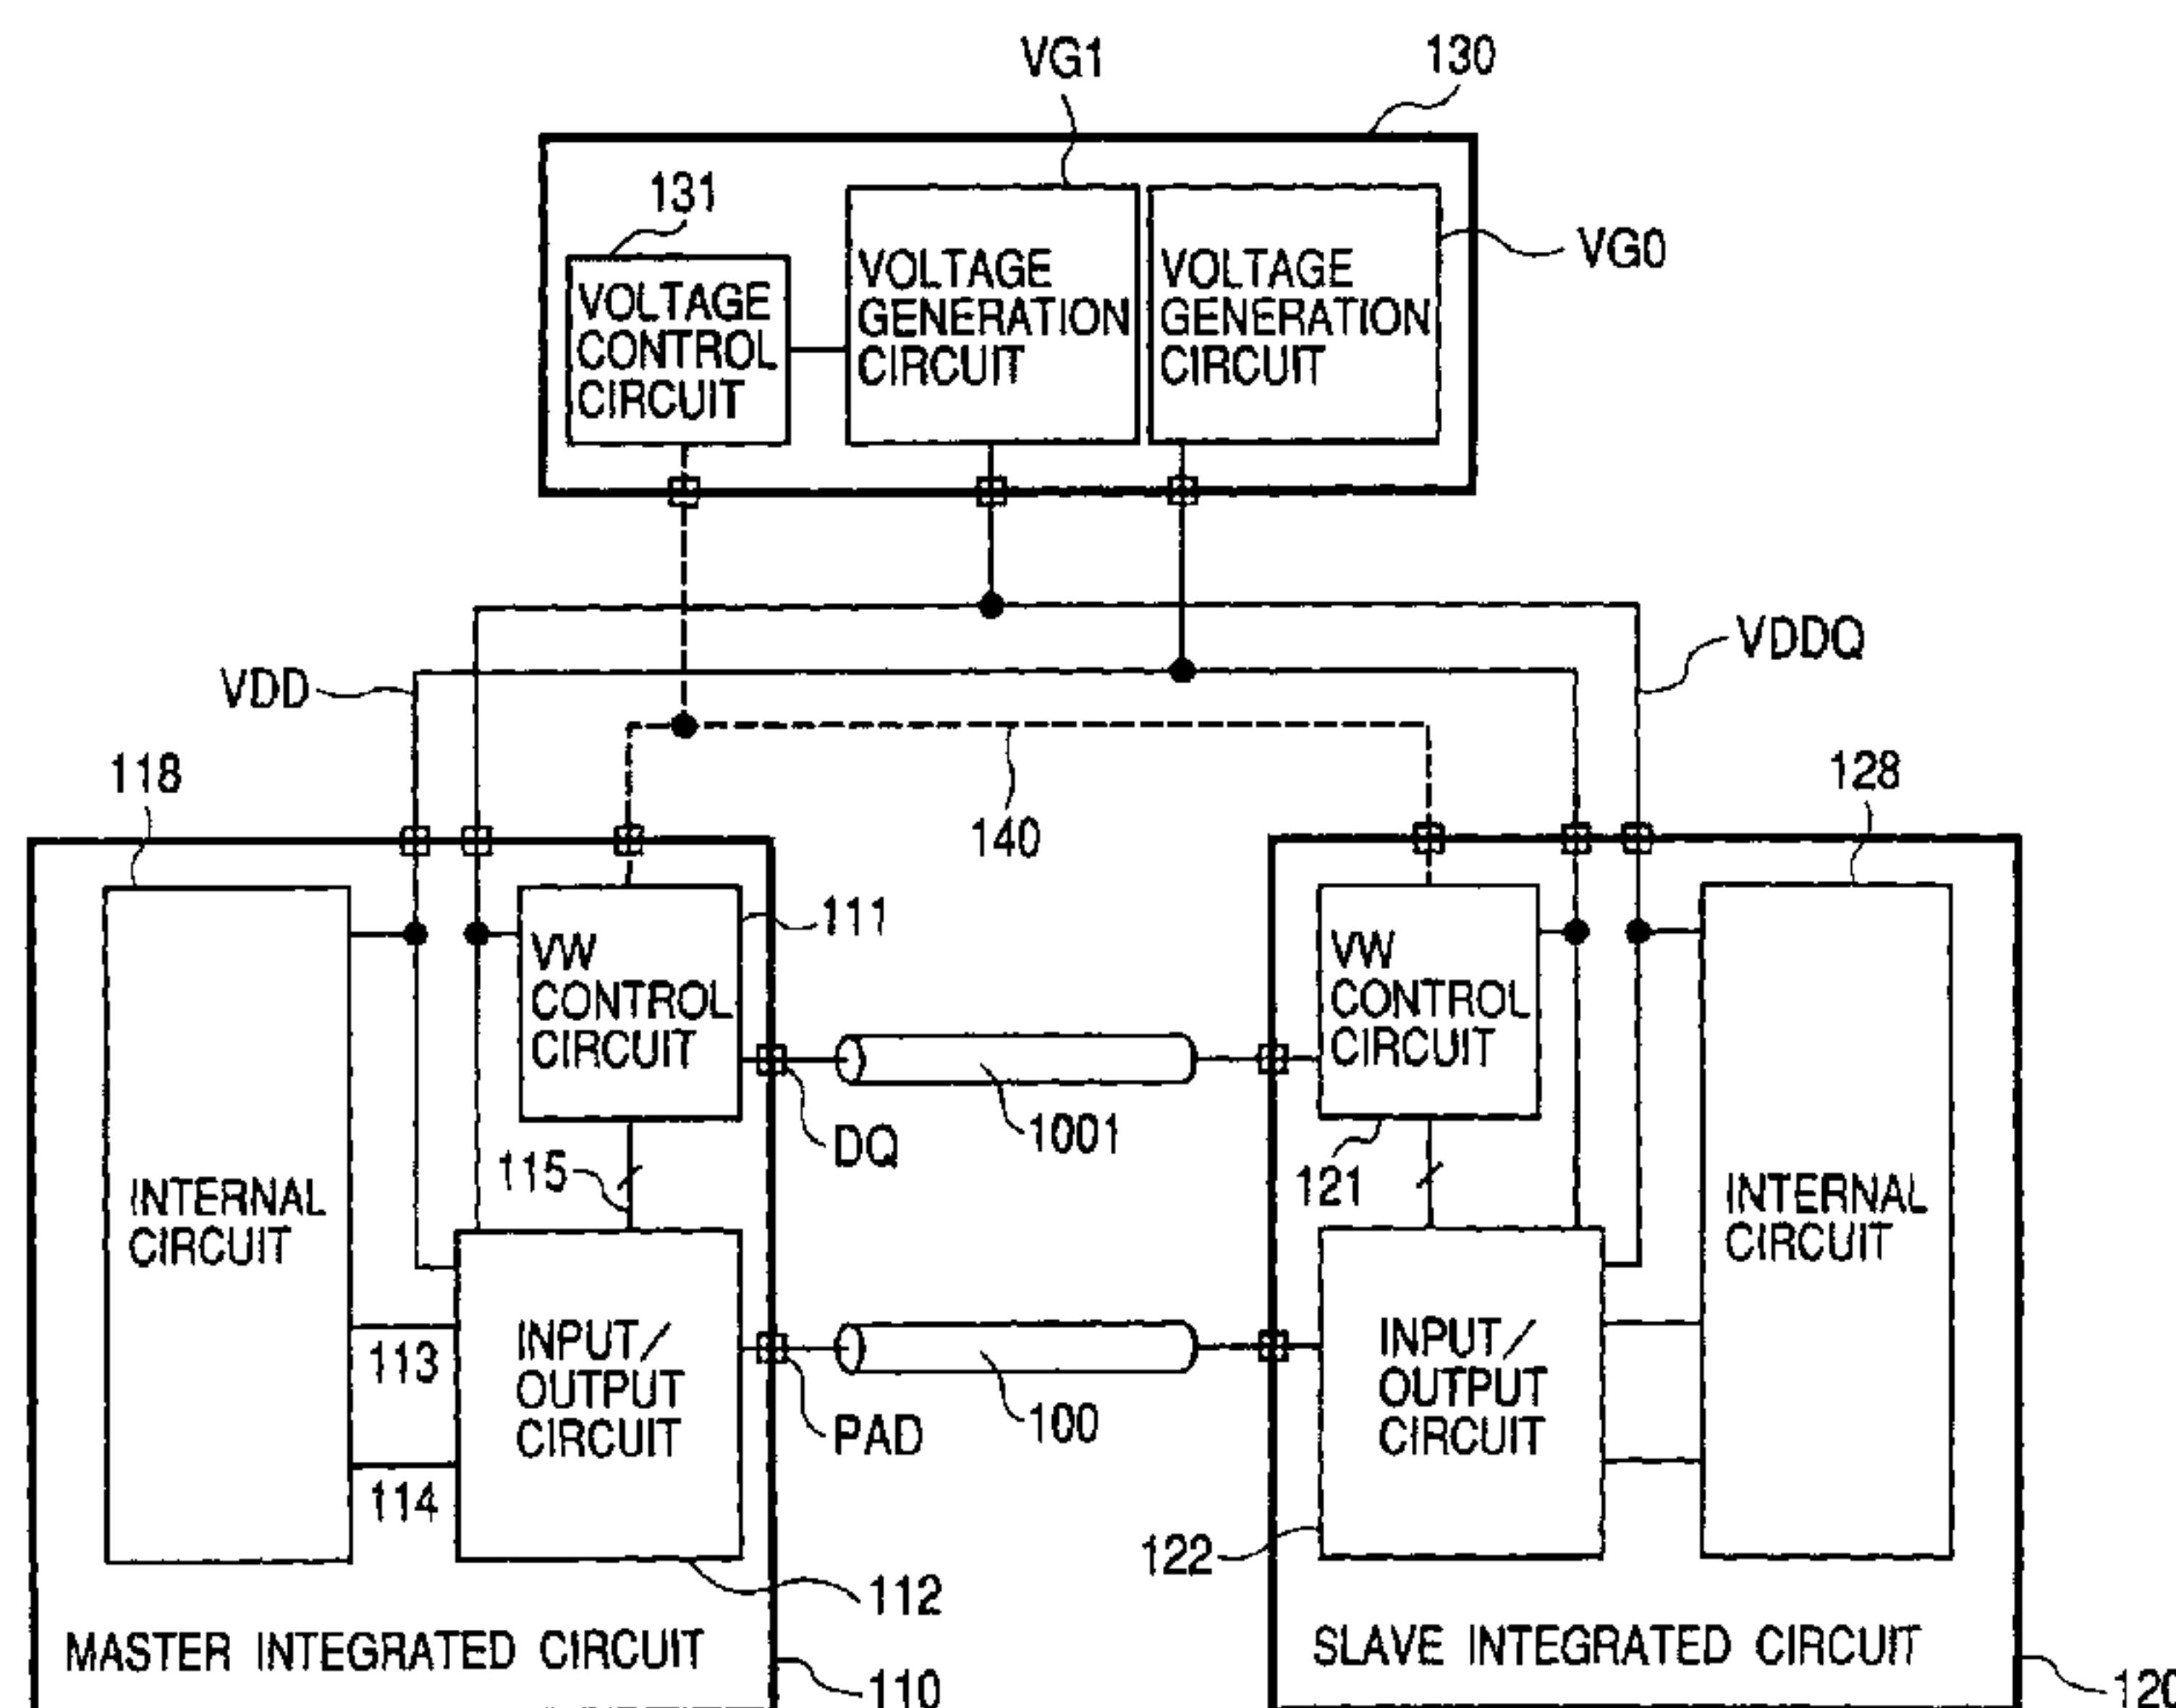 VG1
130
131
VOLTAGE
CONTROL
CIRCUIT
VOLTAGE
GENERATION
CIRCUIT
VOLTAGE
GENERATION
CIRCUIT
VG0
VDD
VDDQ
140
118
128
111
VW
CONTROL
CIRCUIT
VW
CONTROL
CIRCUIT
1001
DQ
115
121
INTERNAL
CIRCUIT
INTERNAL
CIRCUIT
113
114
INPUT/
OUTPUT
CIRCUIT
INPUT/
OUTPUT
CIRCUIT
100
PAD
122
112
MASTER INTEGRATED CIRCUIT
SLAVE INTEGRATED CIRCUIT
110
120